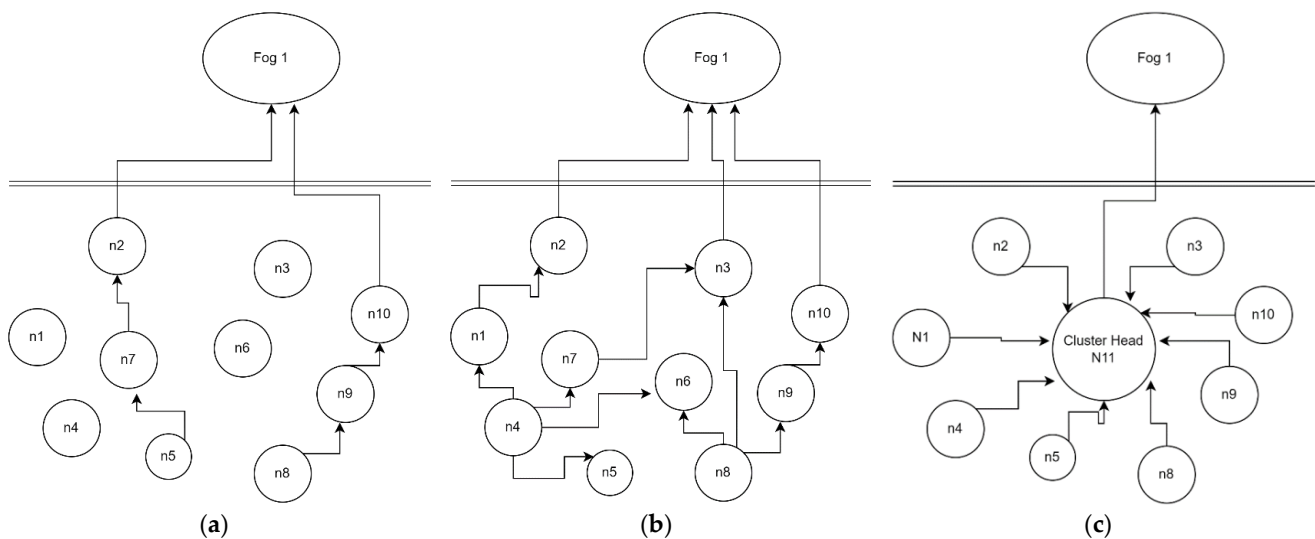 Fog 1
n2
n3
n10
n1
n6
n7
n9
n4
n5
n8
(a)
Fog 1
n2
n3
n10
n1
n7
n6
n9
n4
n5
n8
(b)
Fog 1
n2
n3
n10
N1
Cluster Head
N11
n9
n4
n5
n8
(c)